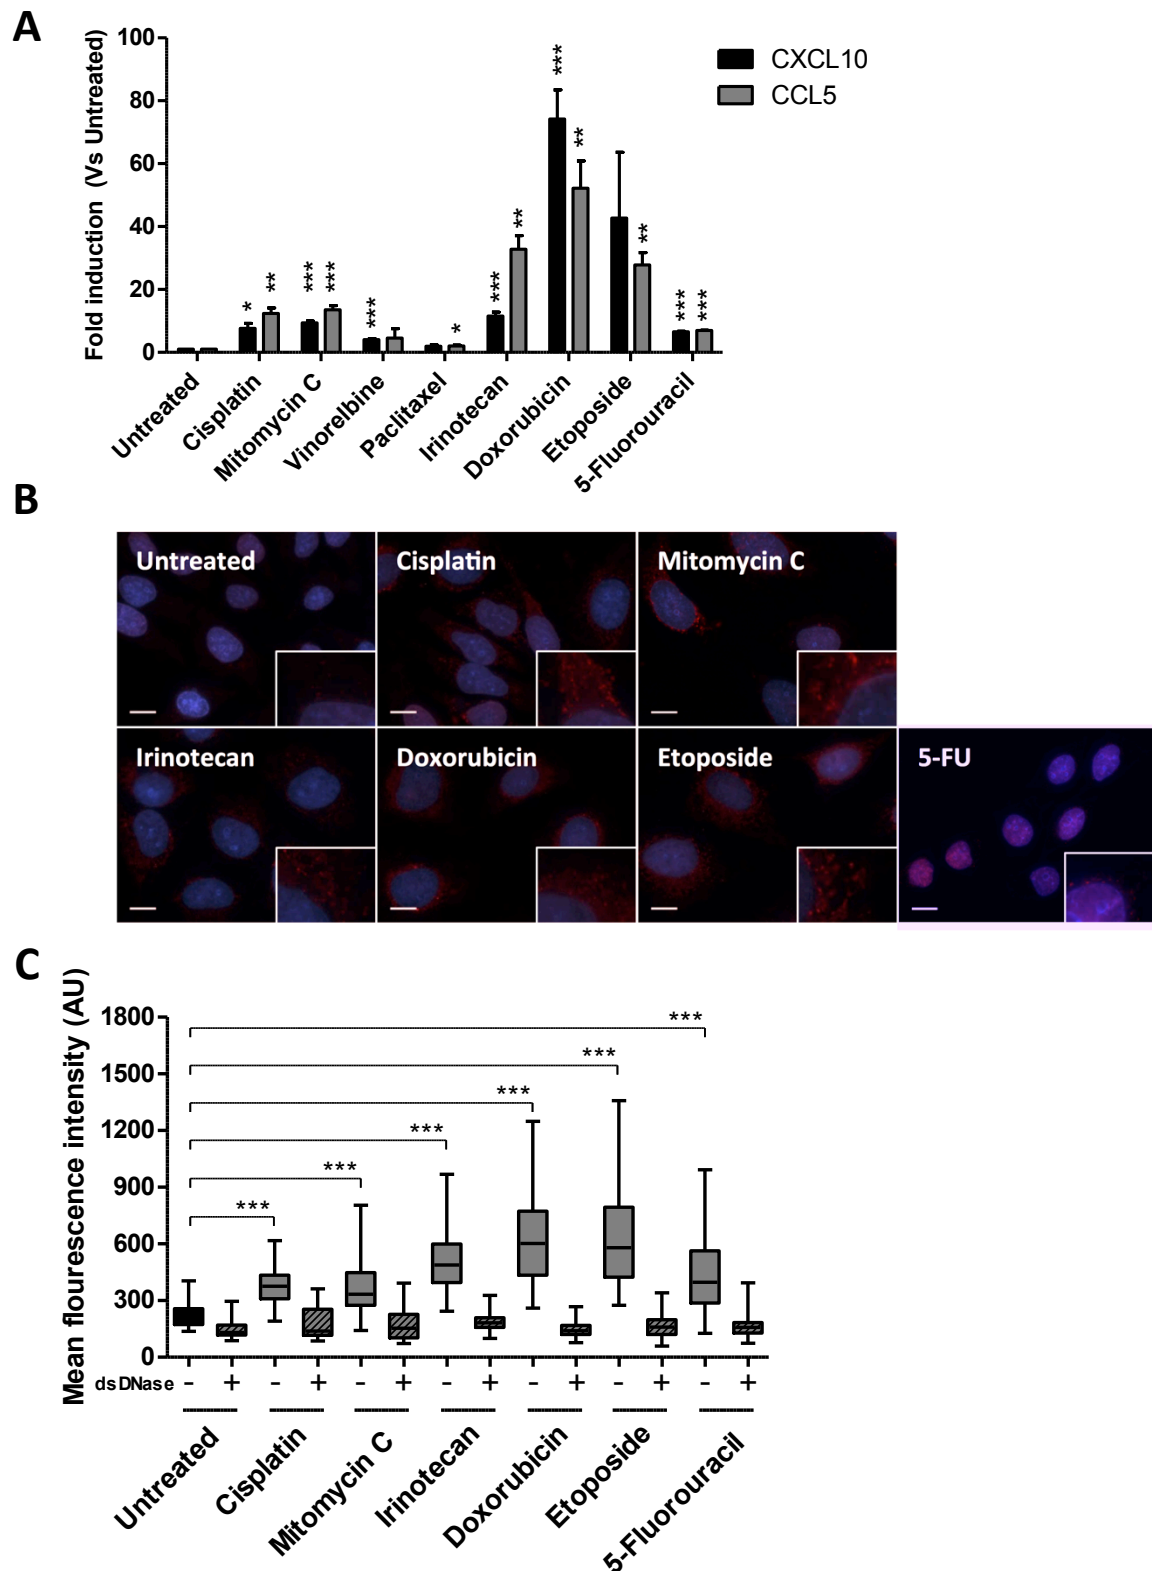 A
Fold induction (Vs Untreated)
100
80
60
40
20
0
CXCL10
CCL5
*
**
***
***
***
*
***
**
***
**
**
***
***
Untreated
Cisplatin
Mitomycin C
Vinorelbine
Paclitaxel
Irinotecan
Doxorubicin
Etoposide
5-Fluorouracil
B
Untreated
Cisplatin
Mitomycin C
Irinotecan
Doxorubicin
Etoposide
5-FU
C
Mean flourescence intensity (AU)
1800
1500
1200
900
600
300
0
***
***
***
***
***
***
dsDNase - + - + - + - + - + - + - +
Untreated
Cisplatin
Mitomycin C
Irinotecan
Doxorubicin
Etoposide
5-Fluorouracil